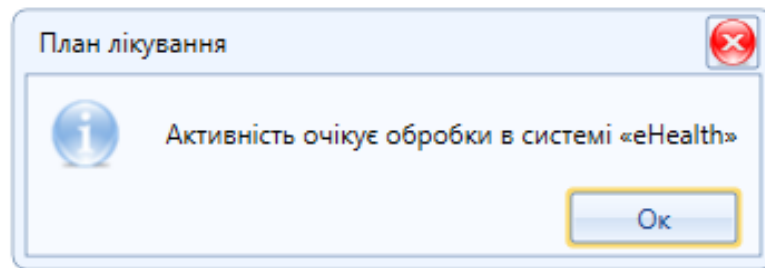 План лікування
Активність очікує обробки в системі «eHealth»
Ок